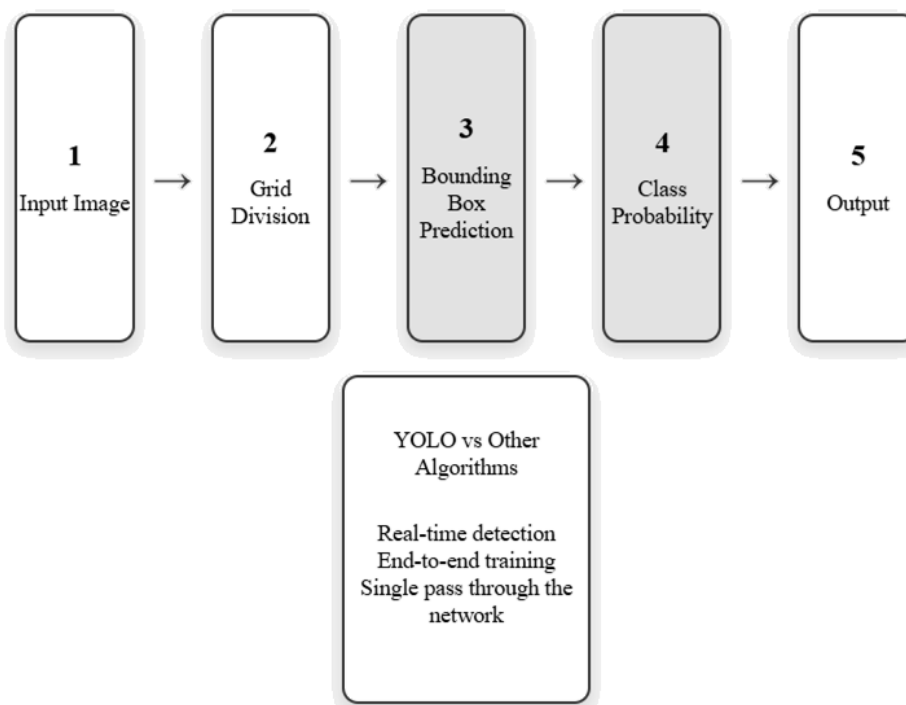 1
Input Image
→
2
Grid
Division
→
3
Bounding
Box
Prediction
→
4
Class
Probability
→
5
Output
YOLO vs Other
Algorithms
Real-time detection
End-to-end training
Single pass through the
network